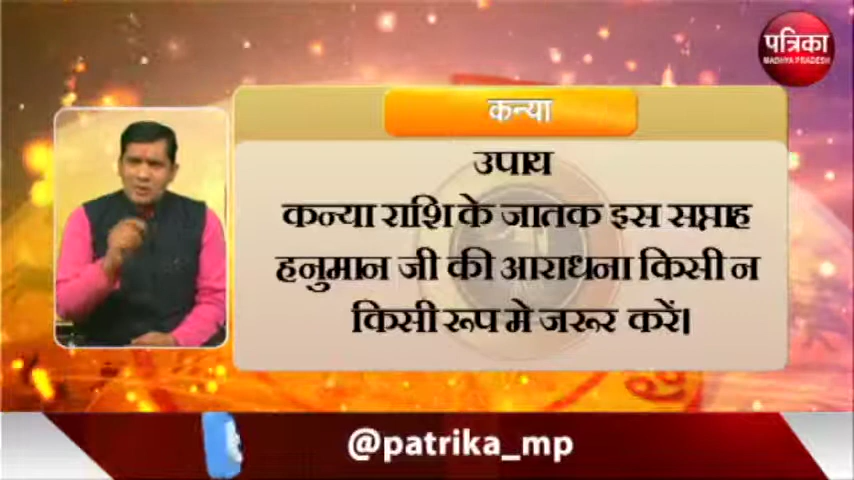 पत्रिका
MADHYA PRADESH
कन्या
उपाय
कन्या राशि के जातक इस सप्ताह
हनुमान जी की आराधना किसी न
किसी रूप मे जरूर करें।
@patrika_mp